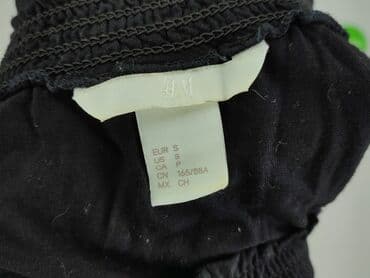 H&M
EUR S
US S
CA P
CN 165/88A
MX CH